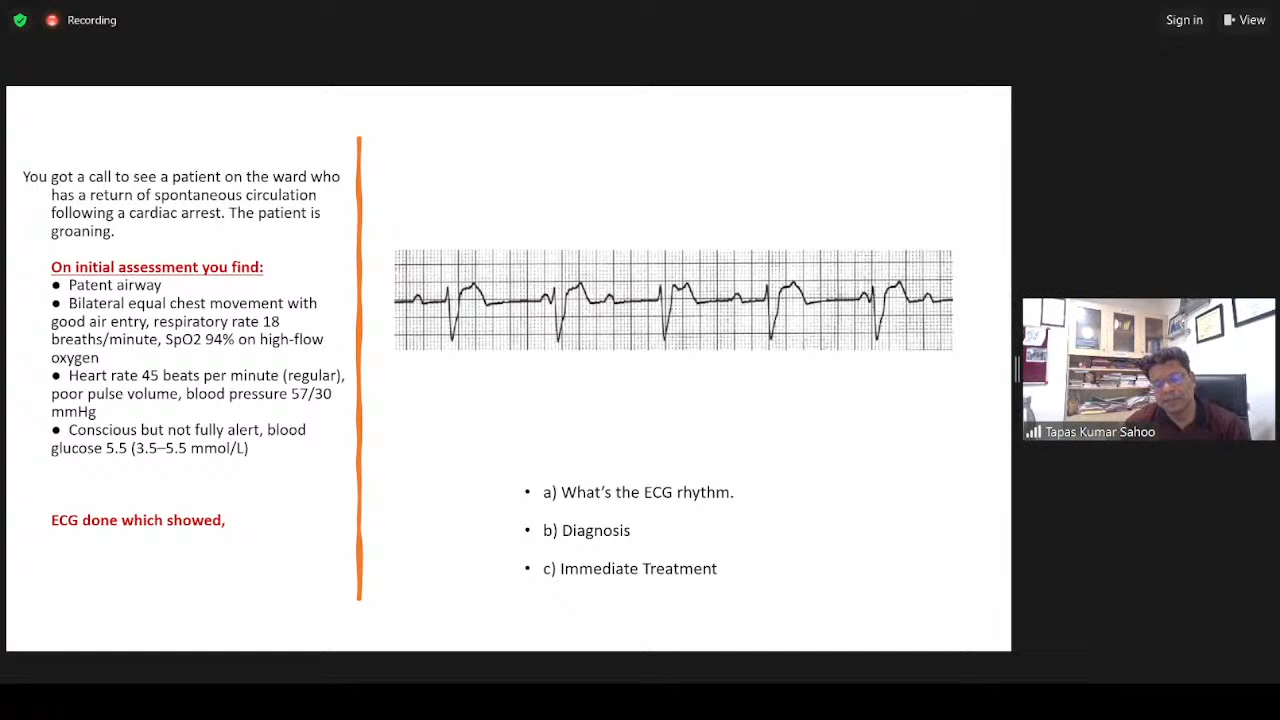 Recording
Sign in
View
You got a call to see a patient on the ward who
has a return of spontaneous circulation
following a cardiac arrest. The patient is
groaning.
On initial assessment you find:
● Patent airway
● Bilateral equal chest movement with
good air entry, respiratory rate 18
breaths/minute, SpO2 94% on high-flow
oxygen
● Heart rate 45 beats per minute (regular),
poor pulse volume, blood pressure 57/30
mmHg
● Conscious but not fully alert, blood
glucose 5.5 (3.5–5.5 mmol/L)
ECG done which showed,
• a) What’s the ECG rhythm.
• b) Diagnosis
• c) Immediate Treatment
Tapas Kumar Sahoo